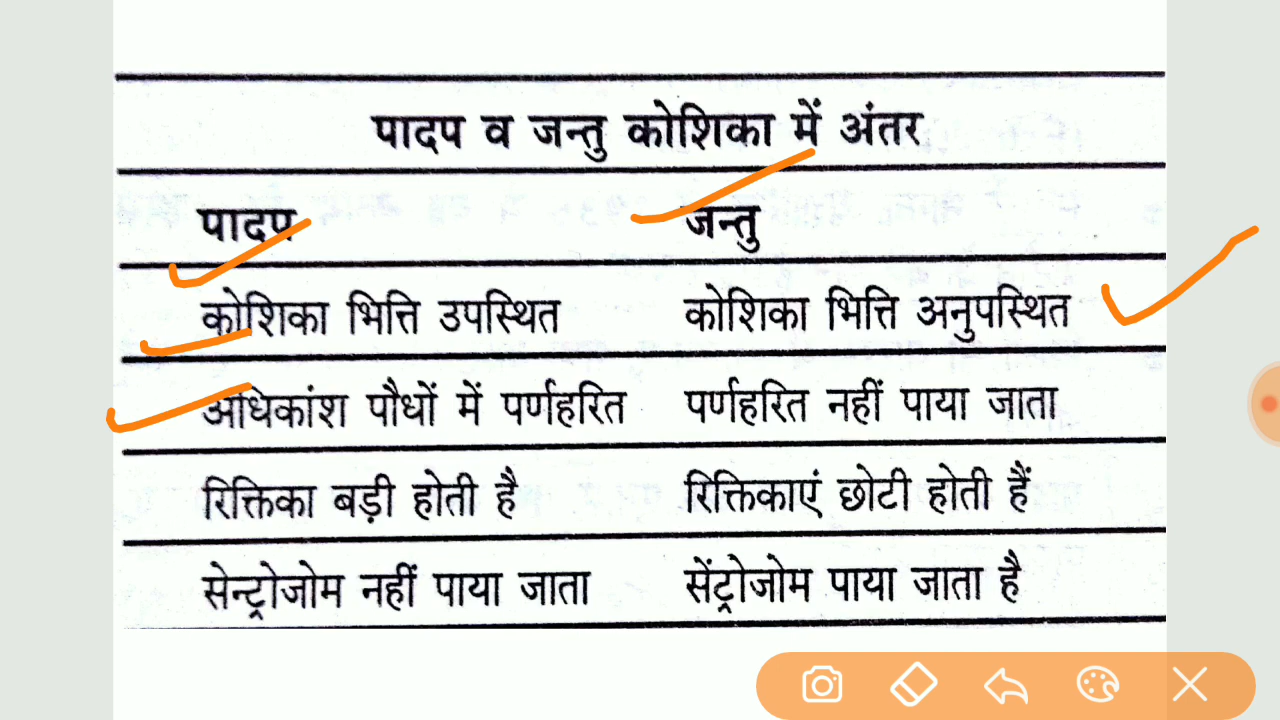 पादप व जन्तु कोशिका में अंतर
पादप जन्तु
कोशिका भित्ति उपस्थित कोशिका भित्ति अनुपस्थित
अधिकांश पौधों में पर्णहरित पर्णहरित नहीं पाया जाता
रिक्तिका बड़ी होती है रिक्तिकाएं छोटी होती हैं
सेन्ट्रोजोम नहीं पाया जाता सेंट्रोजोम पाया जाता है